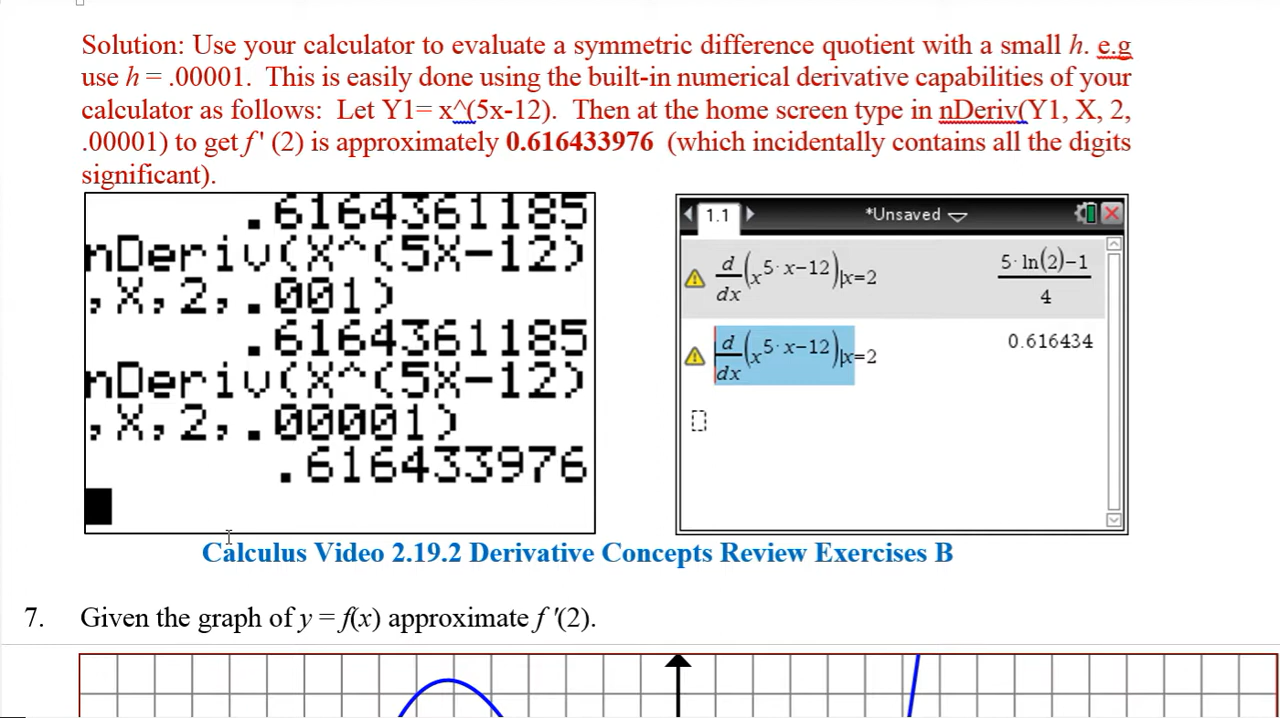 Solution: Use your calculator to evaluate a symmetric difference quotient with a small h. e.g
use h = .00001. This is easily done using the built-in numerical derivative capabilities of your
calculator as follows: Let Y1= x^(5x-12). Then at the home screen type in nDeriv(Y1, X, 2,
.00001) to get f ' (2) is approximately 0.616433976 (which incidentally contains all the digits
significant).
.6164361185
nDeriv(X^(5X-12)
,X,2,.001)
.6164361185
nDeriv(X^(5X-12)
,X,2,.00001)
.616433976
1.1 *Unsaved
d/dx(x^5·x−12)|x=2 5·ln(2)−1/4
d/dx(x^5·x−12)|x=2 0.616434
Calculus Video 2.19.2 Derivative Concepts Review Exercises B
7. Given the graph of y = f(x) approximate f '(2).